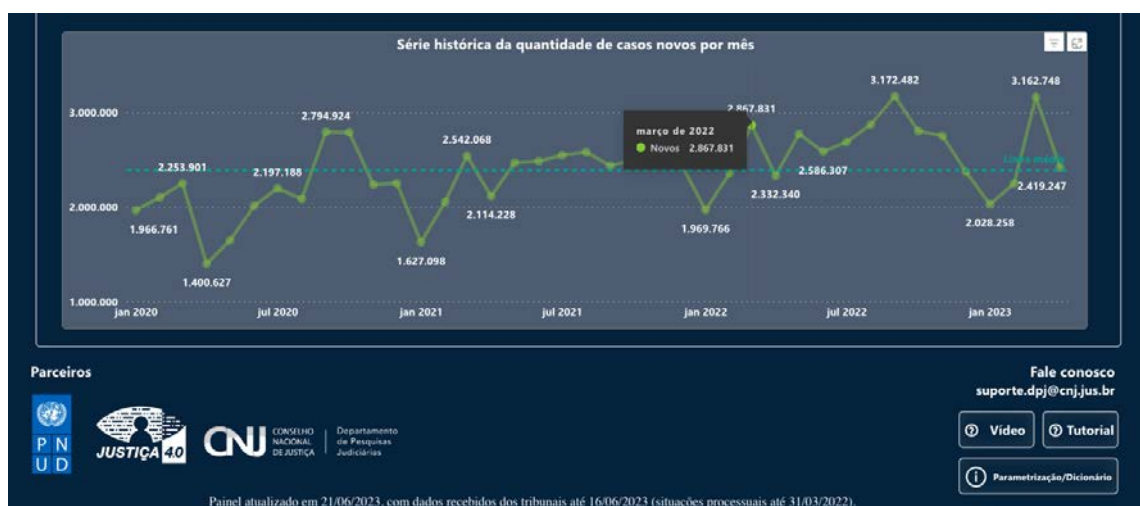 Série histórica da quantidade de casos novos por mês
3.000.000
2.000.000
1.000.000
1.966.761
2.253.901
1.400.627
2.197.188
2.794.924
1.627.098
2.542.068
2.114.228
1.969.766
2.867.831
março de 2022
Novos 2.867.831
2.332.340
2.586.307
3.172.482
2.028.258
3.162.748
Linha média
2.419.247
jan 2020
jul 2020
jan 2021
jul 2021
jan 2022
jul 2022
jan 2023
Parceiros
PN
UD
JUSTIÇA 4.0
CNJ
CONSELHO
NACIONAL
DE JUSTIÇA
Departamento
de Pesquisas
Judiciárias
Fale conosco
suporte.dpj@cnj.jus.br
Vídeo
Tutorial
Parametrização/Dicionário
Painel atualizado em 21/06/2023, com dados recebidos dos tribunais até 16/06/2023 (situações processuais até 31/03/2022).